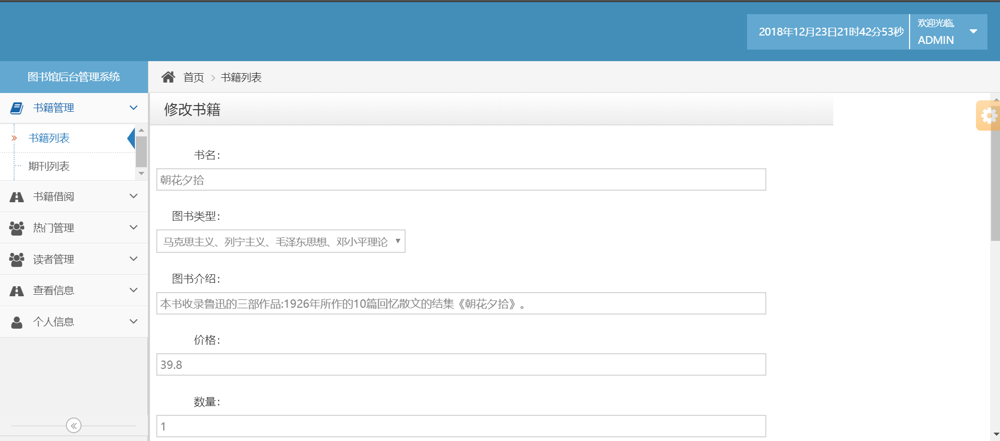 2018年12月23日21时42分53秒
欢迎光临,
ADMIN
图书馆后台管理系统
首页
书籍列表
书籍管理
书籍列表
期刊列表
书籍借阅
热门管理
读者管理
查看信息
个人信息
修改书籍
书名：
朝花夕拾
图书类型：
马克思主义、列宁主义、毛泽东思想、邓小平理论
图书介绍：
本书收录鲁迅的三部作品:1926年所作的10篇回忆散文的结集《朝花夕拾》。
价格：
39.8
数量：
1